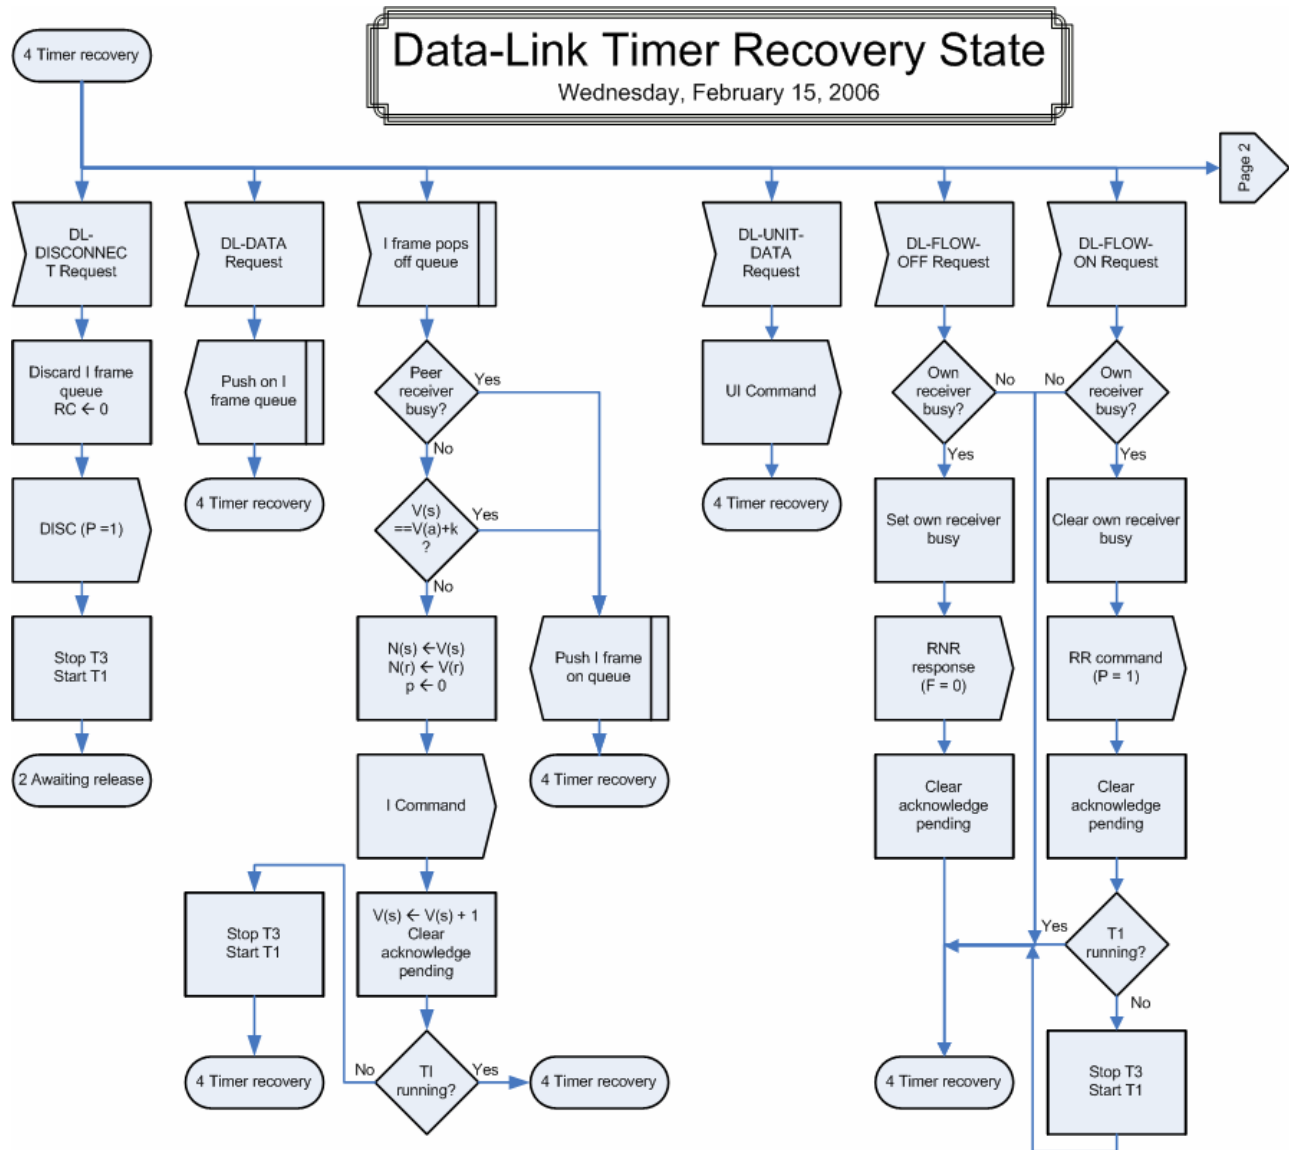 4 Timer recovery
Data-Link Timer Recovery State
Wednesday, February 15, 2006
Page 2
DL-
DISCONNEC
T Request
DL-DATA
Request
I frame pops
off queue
DL-UNIT-
DATA
Request
DL-FLOW-
OFF Request
DL-FLOW-
ON Request
Discard I frame
queue
RC ← 0
Push on I
frame queue
Peer
receiver
busy?
Yes
No
UI Command
Own
receiver
busy?
No
Yes
No
Own
receiver
busy?
Yes
DISC (P =1)
4 Timer recovery
V(s)
==V(a)+k
?
Yes
No
4 Timer recovery
Set own receiver
busy
Clear own receiver
busy
Stop T3
Start T1
N(s) ←V(s)
N(r) ← V(r)
p ← 0
Push I frame
on queue
RNR
response
(F = 0)
RR command
(P = 1)
2 Awaiting release
I Command
4 Timer recovery
Clear
acknowledge
pending
Clear
acknowledge
pending
Stop T3
Start T1
V(s) ← V(s) + 1
Clear
acknowledge
pending
Yes
T1
running?
No
4 Timer recovery
No
TI
running?
Yes
4 Timer recovery
4 Timer recovery
Stop T3
Start T1